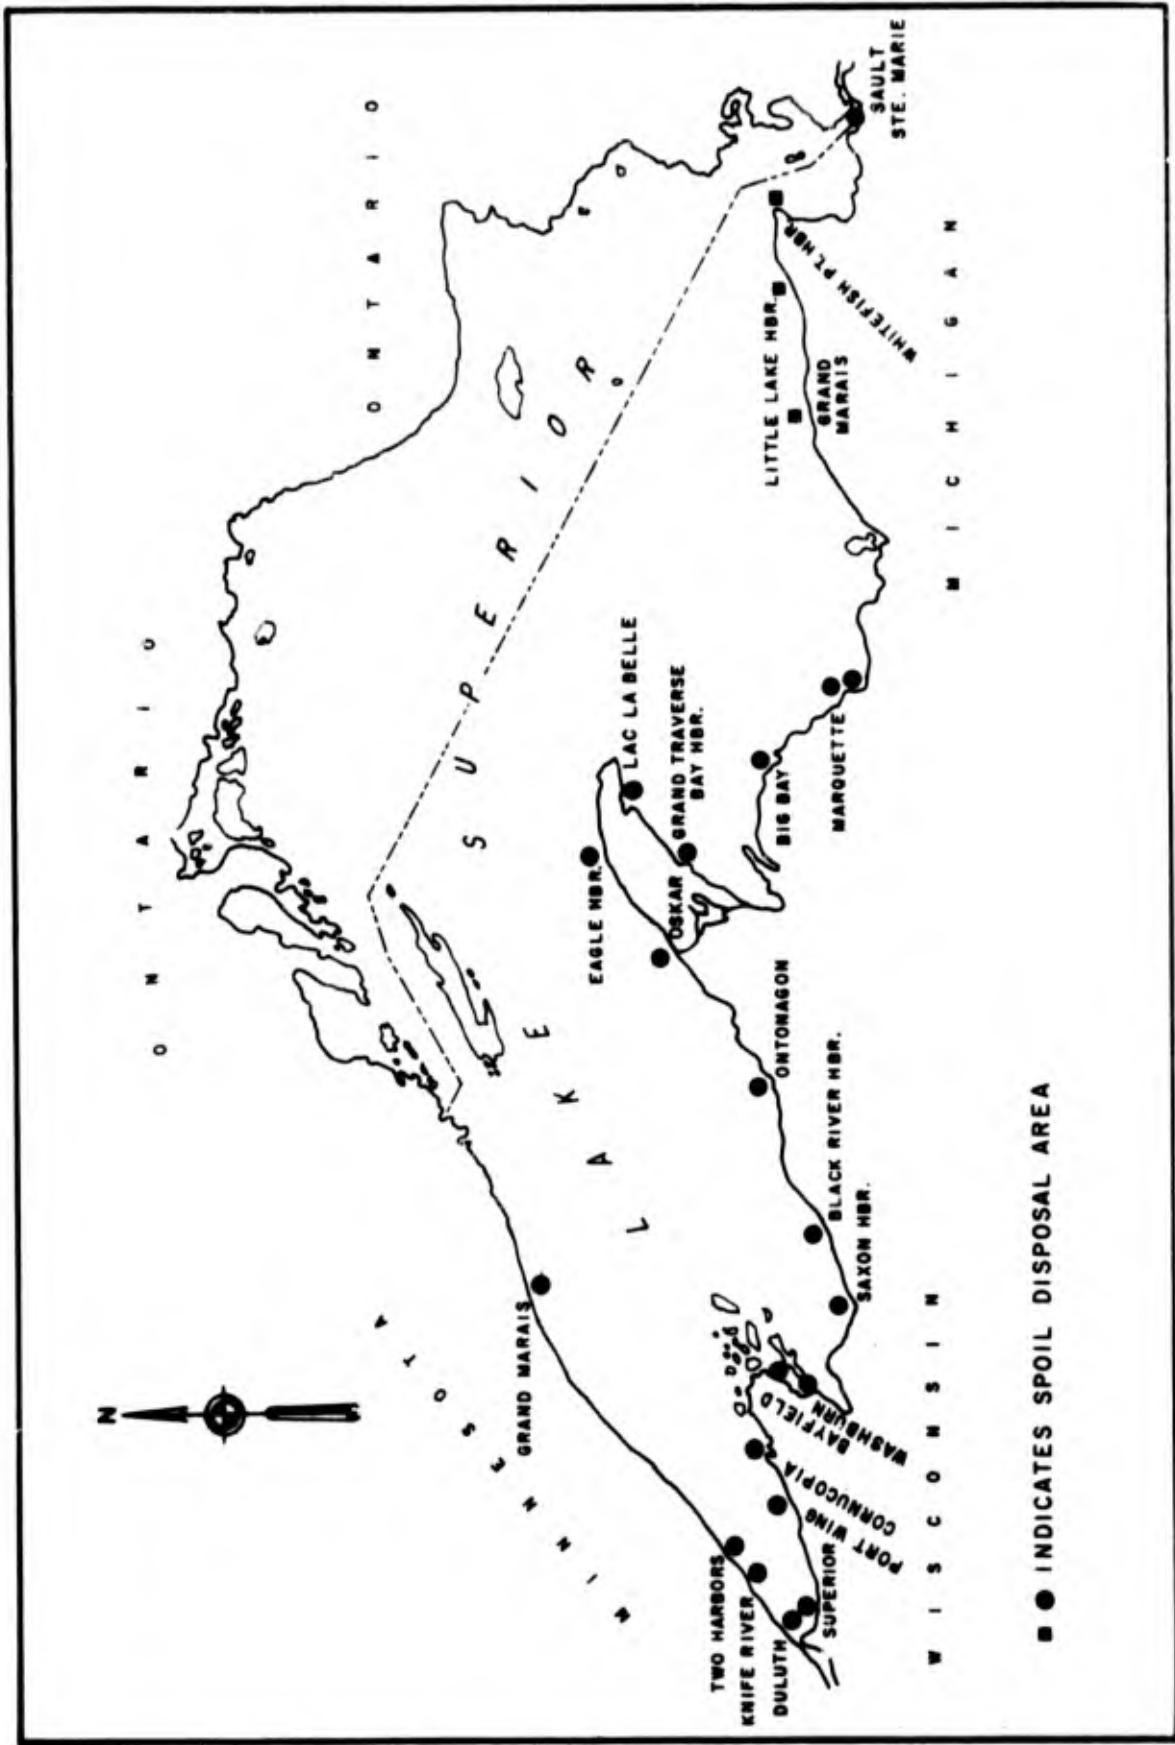 ONTARIO
ONTARIO
N
MINNESOTA
LAKE SUPERIOR
GRAND MARAIS
TWO HARBORS
KNIFE RIVER
DULUTH
SUPERIOR
PORT WING
CORNUCOPIA
BAYFIELD
WASHBURN
SAXON HBR.
BLACK RIVER HBR.
ONTONAGON
OSKAR
EAGLE HBR.
LAC LA BELLE
GRAND TRAVERSE
BAY HBR.
BIG BAY
MARQUETTE
GRAND
MARAIS
LITTLE LAKE HBR.
WHITEFISH PT. HBR
SAULT
STE. MARIE
WISCONSIN
MICHIGAN
INDICATES SPOIL DISPOSAL AREA